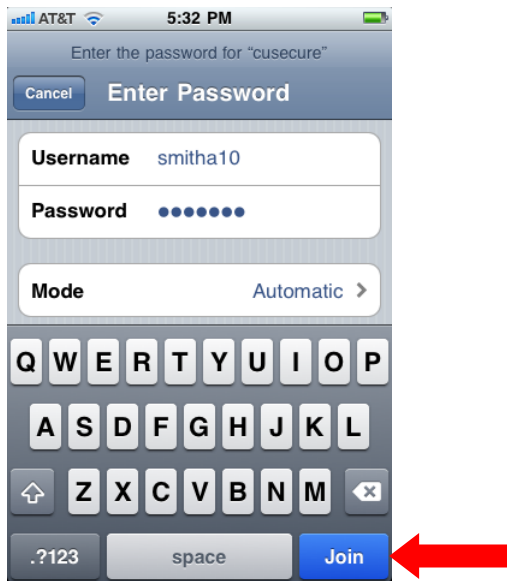 AT&T 5:32 PM
Enter the password for “cusecure”
Cancel Enter Password
Username smitha10
Password ●●●●●●●
Mode Automatic >
Q W E R T Y U I O P
A S D F G H J K L
Z X C V B N M
.?123 space Join